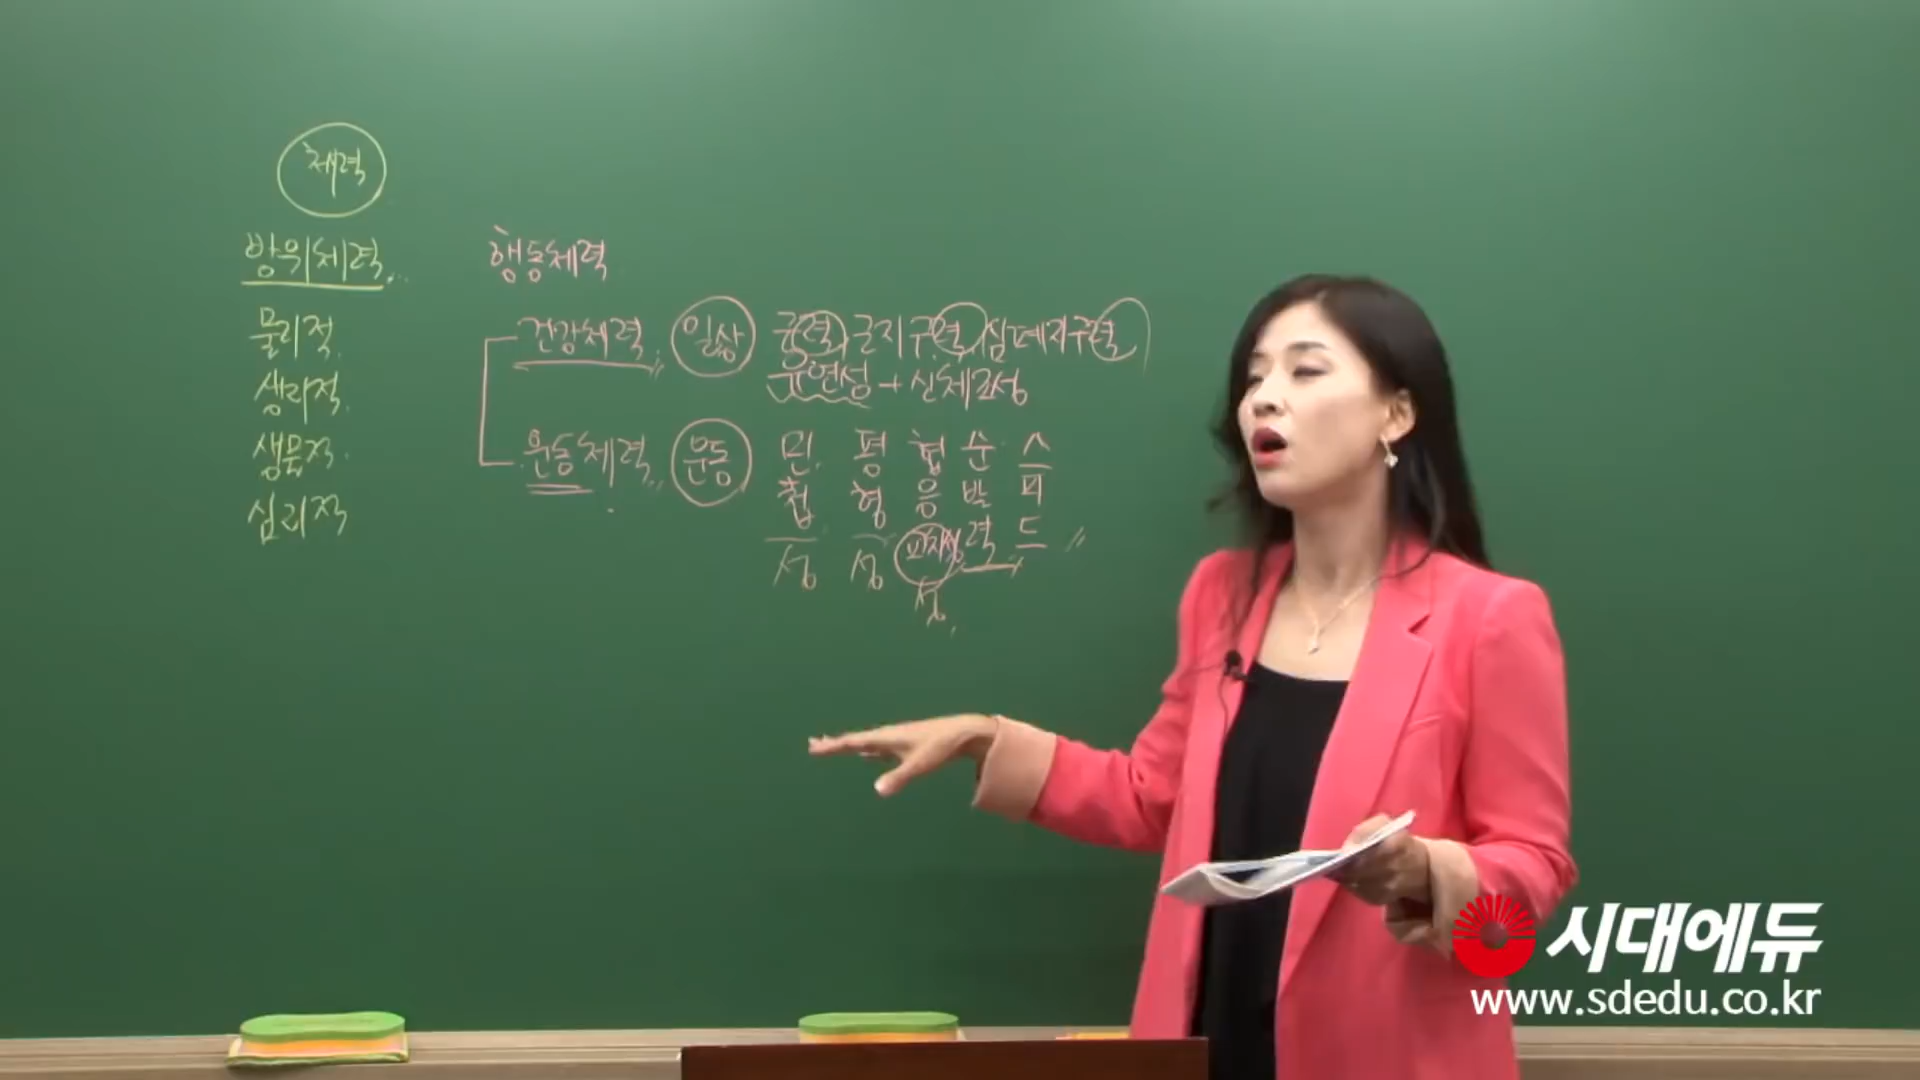 체력
방위체력
물리적
생리적
생물적
심리적
행동체력
건강체력 일상 근력 근지구력 심폐지구력
유연성 + 신체조성
운동체력 운동 민첩성 평형성 협응성 순발력 스피드
시대에듀
www.sdedu.co.kr